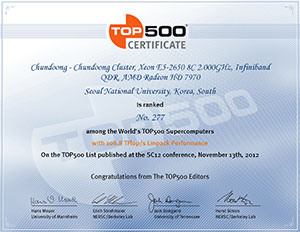 TOP 500
CERTIFICATE
Chundoong - Chundoong Cluster, Xeon E5-2650 8C 2.000GHz, Infiniband
QDR, AMD Radeon HD 7970
Seoul National University, Korea, South
is ranked
No. 277
among the World's TOP500 Supercomputers
with 106.8 TFlop/s Linpack Performance
On the TOP500 List published at the SC12 conference, November 13th, 2012
Congratulations from The TOP500 Editors
Hans Meuer Erich Strohmaier Jack Dongarra Horst Simon
University of Mannheim NERSC/Berkeley Lab University of Tennessee NERSC/Berkeley Lab